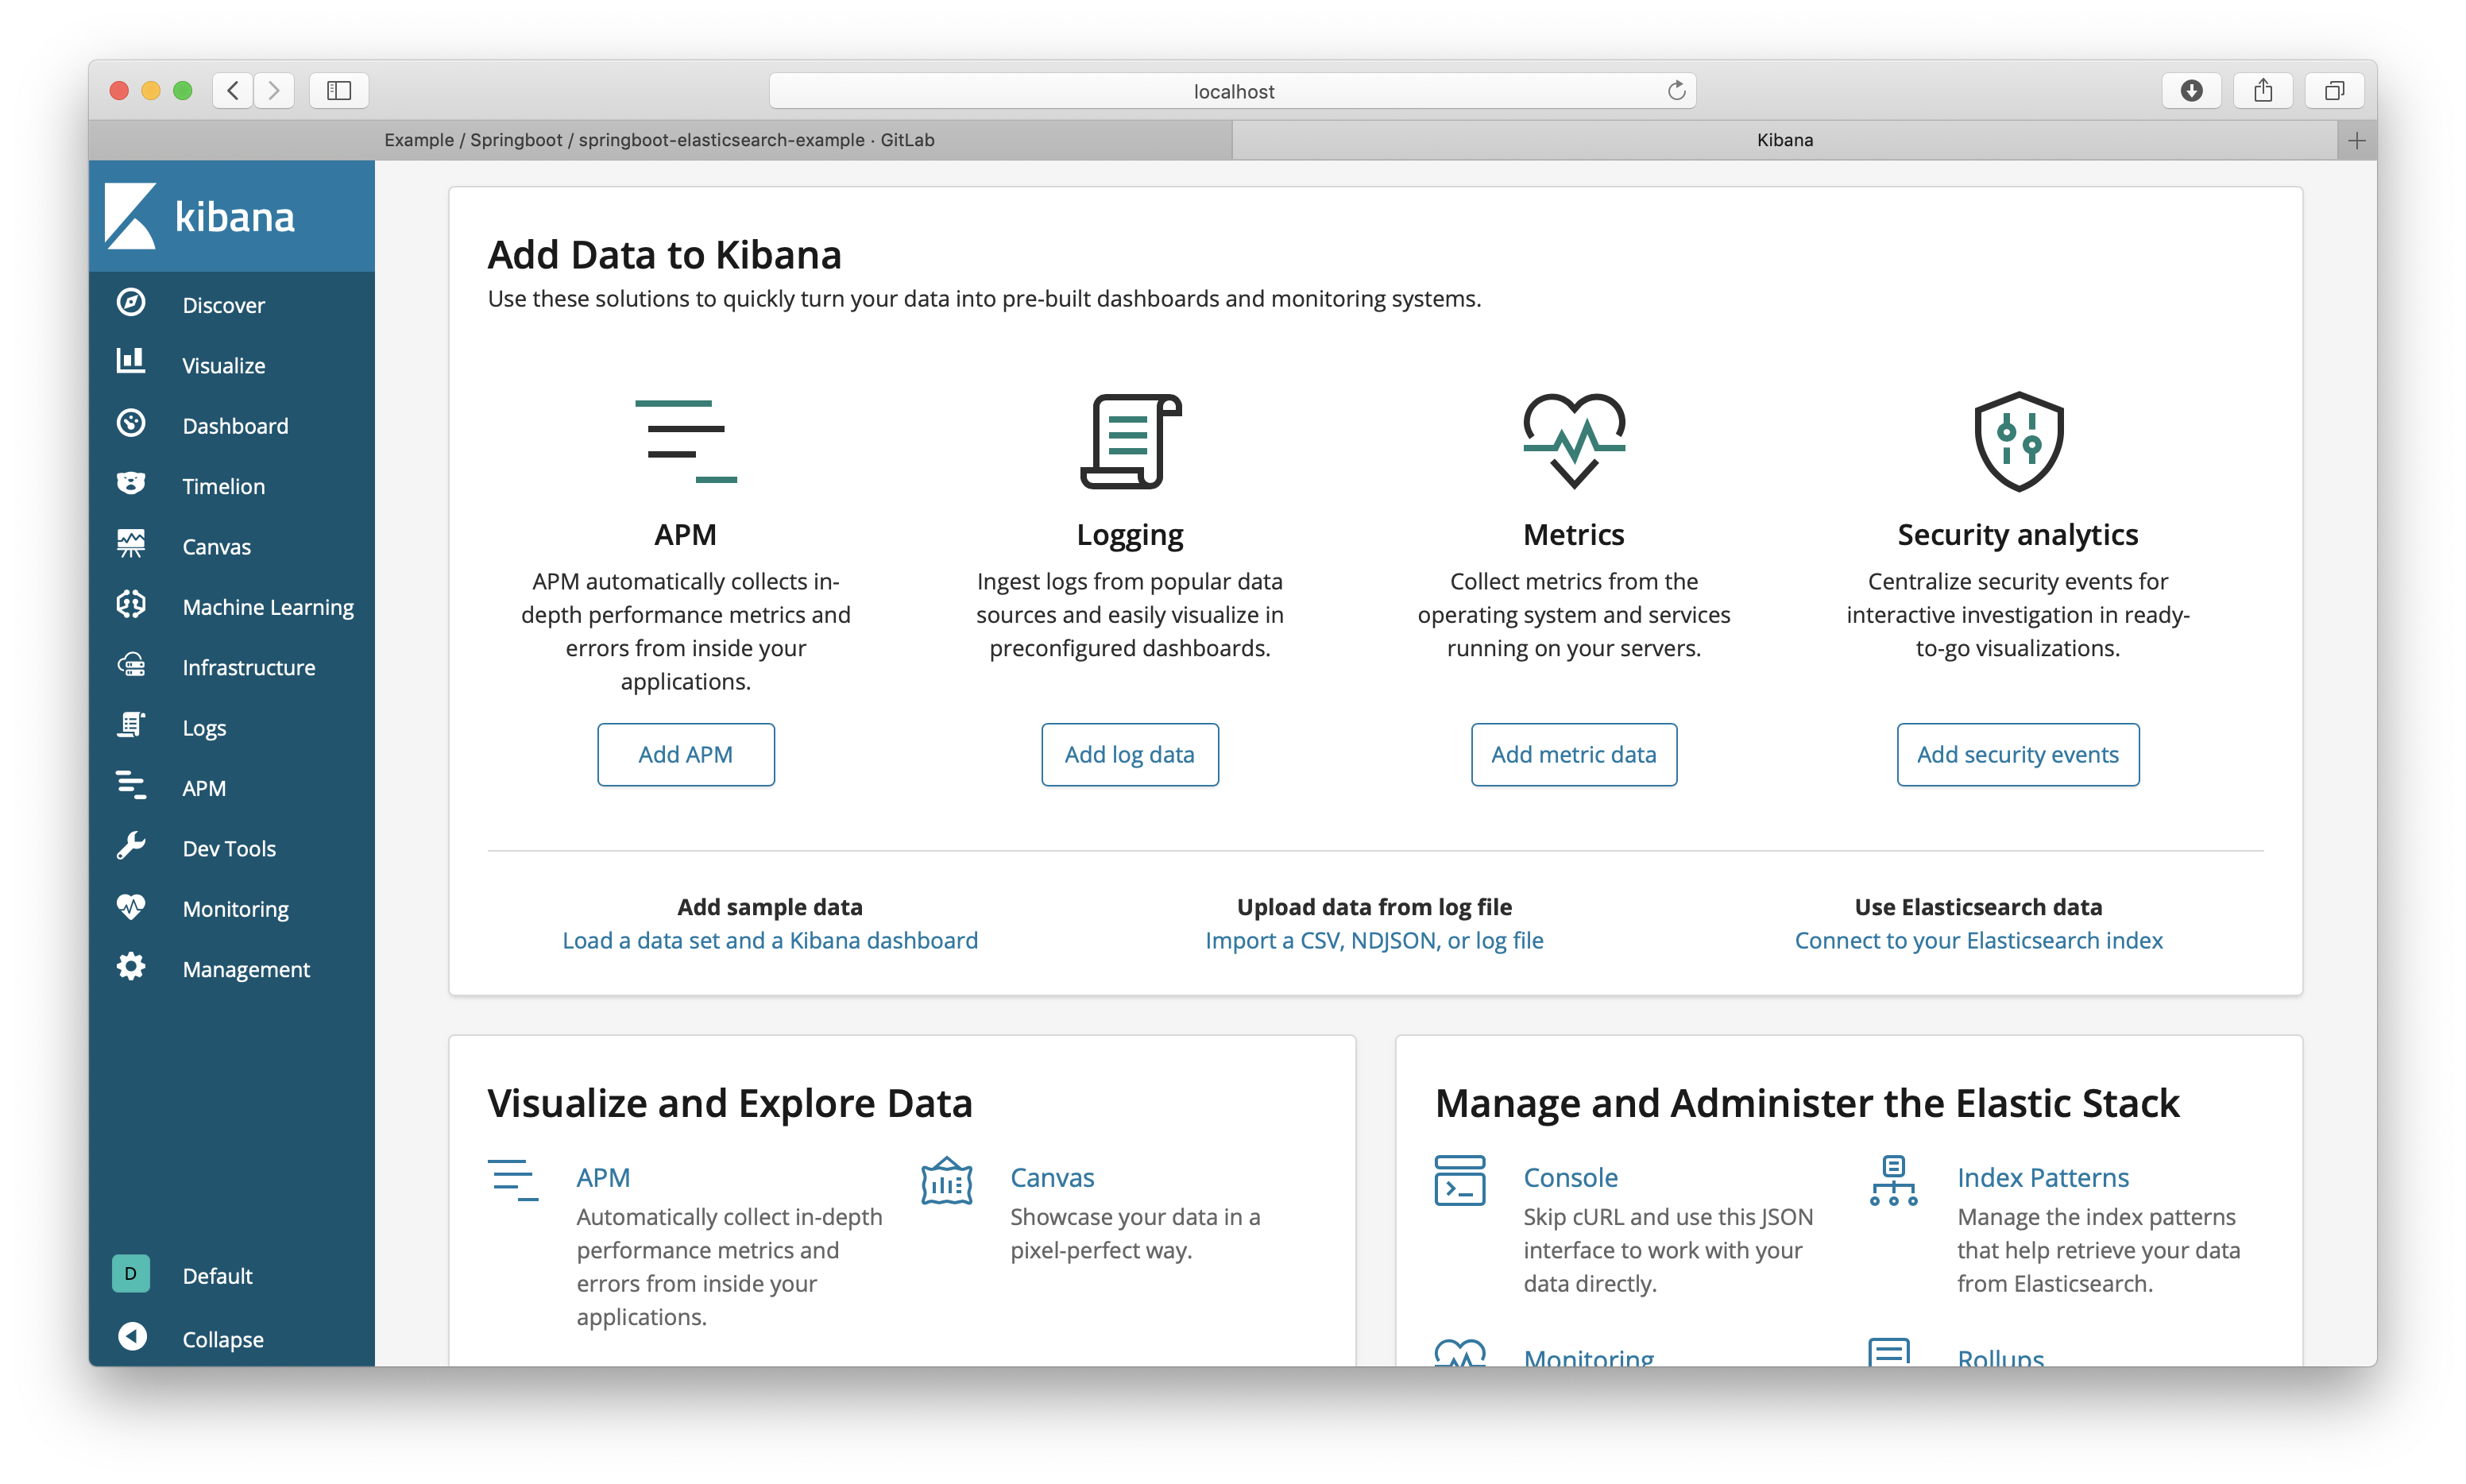 localhost
Example / Springboot / springboot-elasticsearch-example · GitLab
Kibana
kibana
Discover
Visualize
Dashboard
Timelion
Canvas
Machine Learning
Infrastructure
Logs
APM
Dev Tools
Monitoring
Management
D
Default
Collapse
Add Data to Kibana
Use these solutions to quickly turn your data into pre-built dashboards and monitoring systems.
APM
APM automatically collects in-
depth performance metrics and
errors from inside your
applications.
Add APM
Logging
Ingest logs from popular data
sources and easily visualize in
preconfigured dashboards.
Add log data
Metrics
Collect metrics from the
operating system and services
running on your servers.
Add metric data
Security analytics
Centralize security events for
interactive investigation in ready-
to-go visualizations.
Add security events
Add sample data
Load a data set and a Kibana dashboard
Upload data from log file
Import a CSV, NDJSON, or log file
Use Elasticsearch data
Connect to your Elasticsearch index
Visualize and Explore Data
APM
Automatically collect in-depth
performance metrics and
errors from inside your
applications.
Canvas
Showcase your data in a
pixel-perfect way.
Manage and Administer the Elastic Stack
Console
Skip cURL and use this JSON
interface to work with your
data directly.
Index Patterns
Manage the index patterns
that help retrieve your data
from Elasticsearch.
Monitoring
Rollups